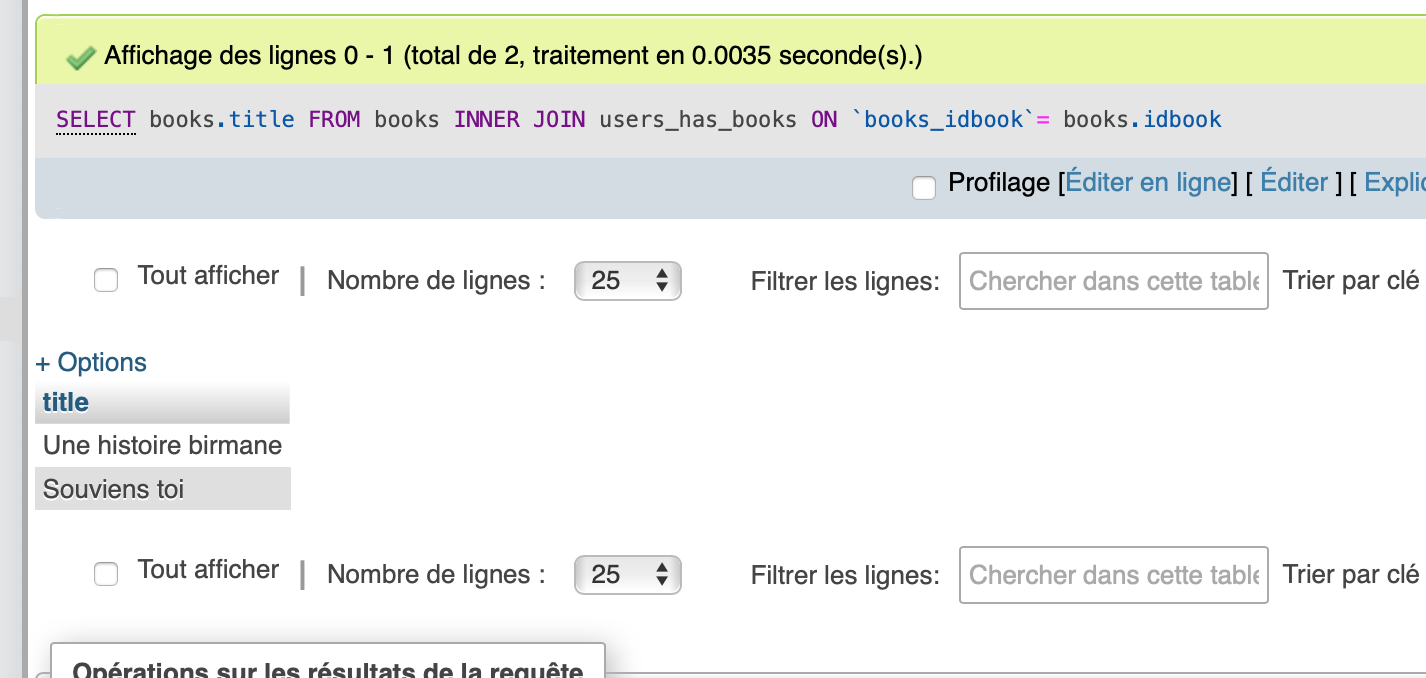 Affichage des lignes 0 - 1 (total de 2, traitement en 0.0035 seconde(s).)
SELECT books.title FROM books INNER JOIN users_has_books ON `books_idbook`= books.idbook
Profilage [Éditer en ligne] [ Éditer ] [ Explic
Tout afficher | Nombre de lignes : 25 Filtrer les lignes: Chercher dans cette table Trier par clé
+ Options
title
Une histoire birmane
Souviens toi
Tout afficher | Nombre de lignes : 25 Filtrer les lignes: Chercher dans cette table Trier par clé
Opérations sur les résultats de la requête